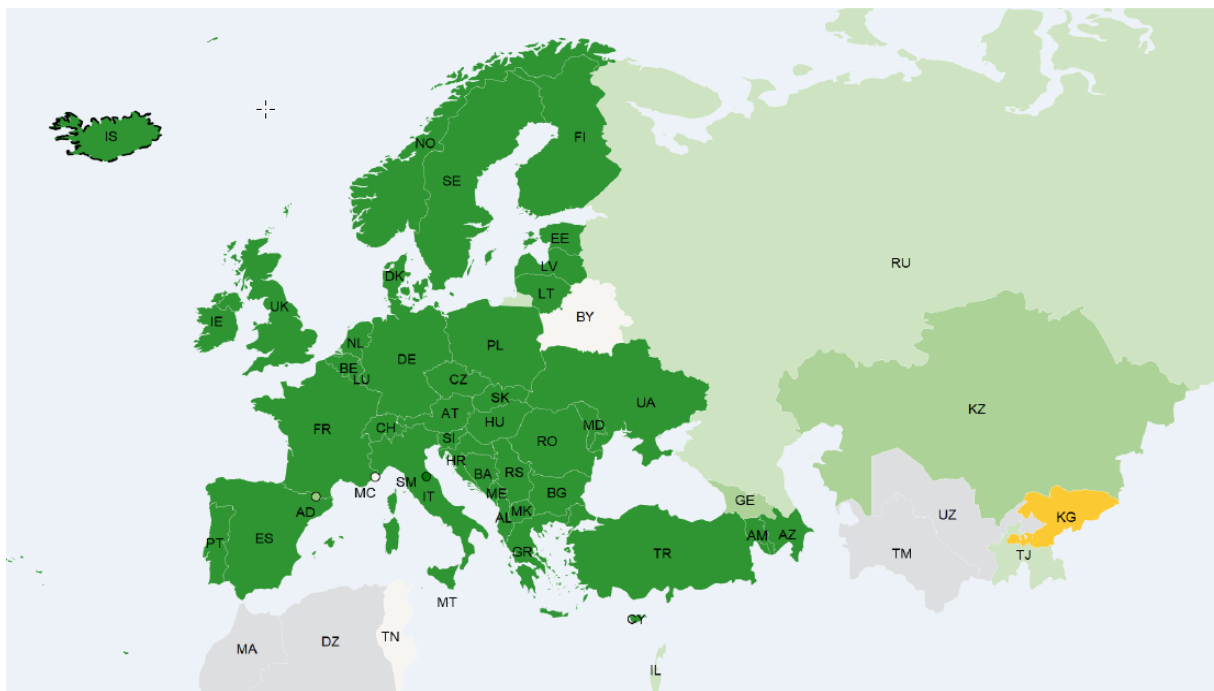 IS
NO
FI
SE
EE
LV
DK
LT
RU
UK
IE
BY
NL
PL
DE
BE
LU
CZ
SK
UA
KZ
AT
FR
CH
HU
MD
SI
RO
HR
BA
RS
SM
MC
IT
ME
BG
GE
AD
AL
MK
UZ
KG
PT
ES
AM
AZ
GR
TR
TM
TJ
MT
CY
TN
DZ
MA
IL